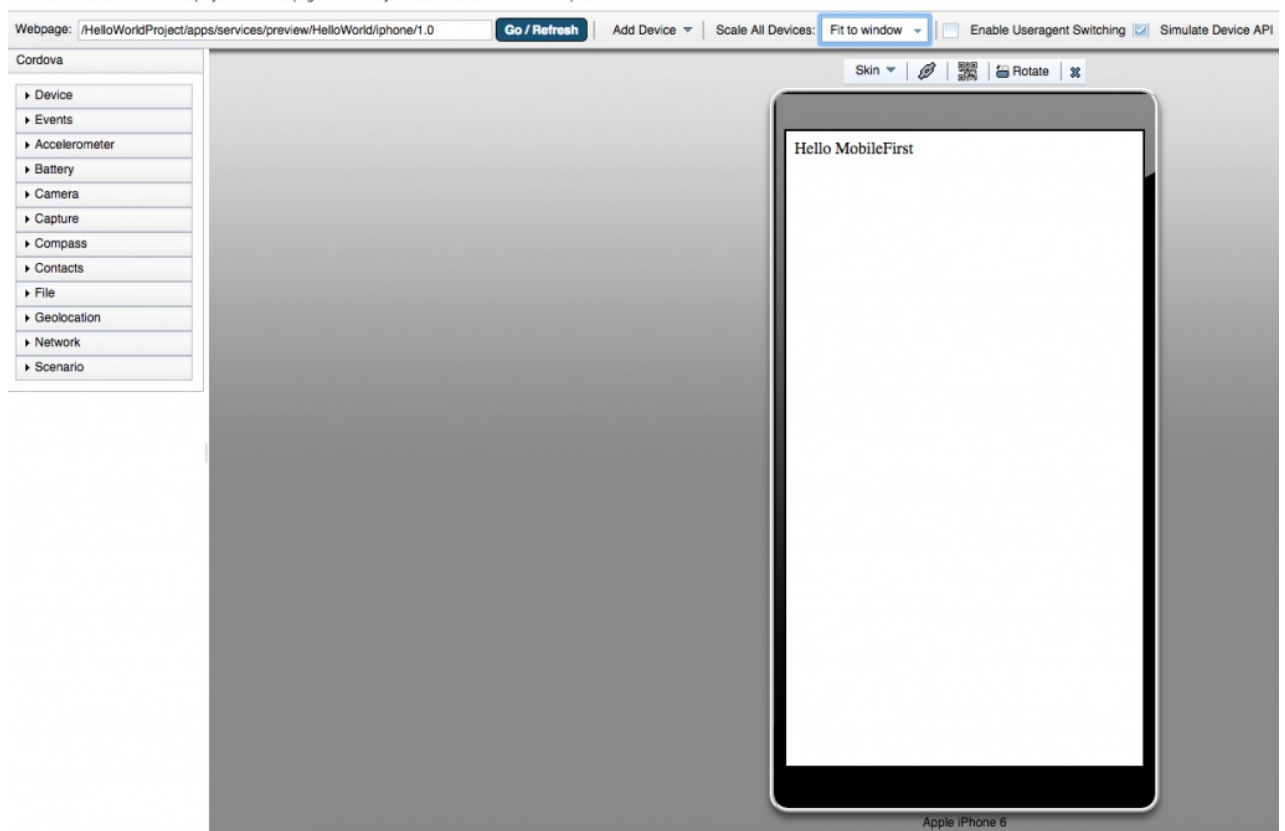 Webpage: /HelloWorldProject/apps/services/preview/HelloWorld/iphone/1.0 Go / Refresh Add Device Scale All Devices: Fit to window Enable Useragent Switching Simulate Device API
Cordova
Skin Rotate
Device
Events
Accelerometer
Battery
Camera
Capture
Compass
Contacts
File
Geolocation
Network
Scenario
Hello MobileFirst
Apple iPhone 6